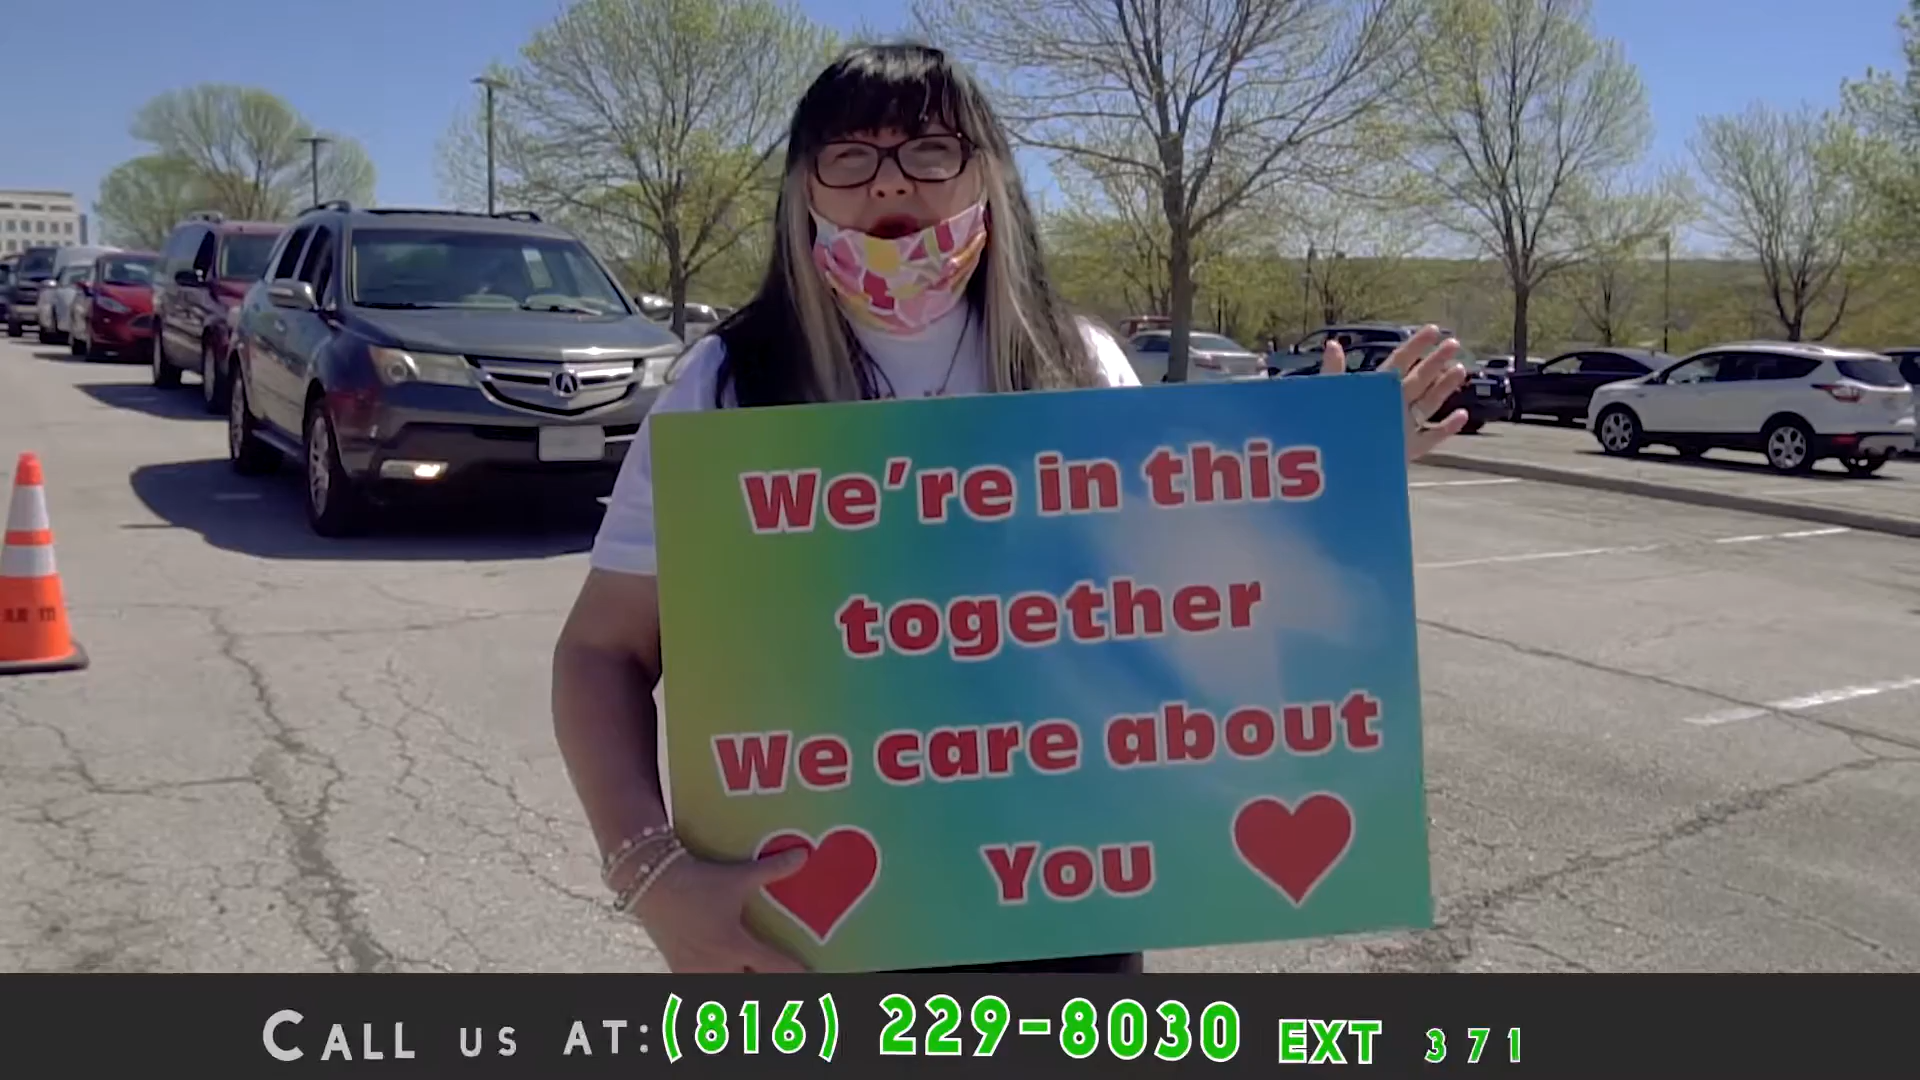 We're in this
together
We care about
You
CALL US AT: (816) 229-8030 EXT 371